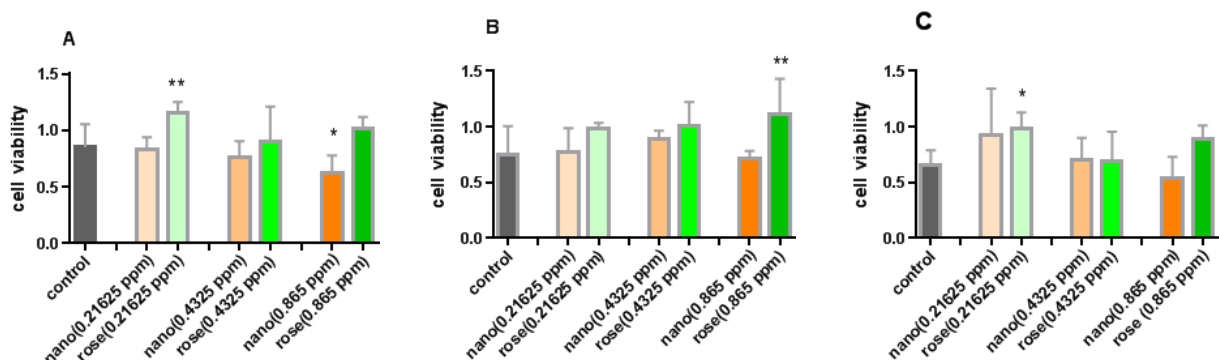 A
cell viability
1.5
1.0
0.5
0.0
**
*
control
nano(0.21625 ppm)
rose(0.21625 ppm)
nano(0.4325 ppm)
rose(0.4325 ppm)
nano(0.865 ppm)
rose(0.865 ppm)
B
cell viability
1.5
1.0
0.5
0.0
**
control
nano(0.21625 ppm)
rose(0.21625 ppm)
nano(0.4325 ppm)
rose(0.4325 ppm)
nano(0.865 ppm)
rose(0.865 ppm)
C
cell viability
1.5
1.0
0.5
0.0
*
control
nano(0.21625 ppm)
rose(0.21625 ppm)
nano(0.4325 ppm)
rose(0.4325 ppm)
nano(0.865 ppm)
rose (0.865 ppm)